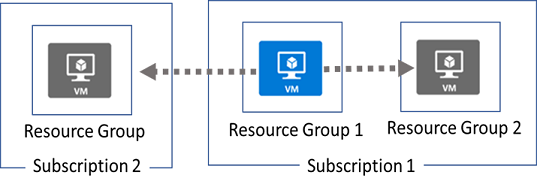 VM
VM
VM
Resource Group
Resource Group 1
Resource Group 2
Subscription 2
Subscription 1